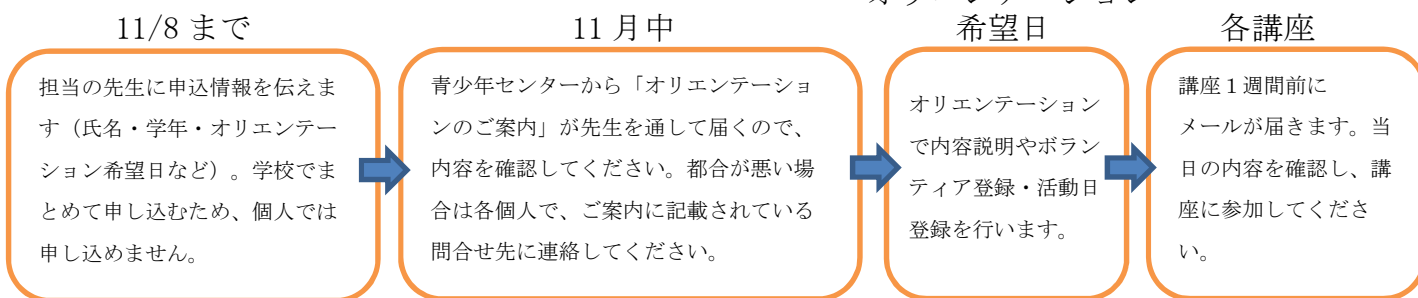 オリエンテーション
11/8 まで
11 月中
希望日
各講座
担当の先生に申込情報を伝えま
す（氏名・学年・オリエンテー
ション希望日など）。学校でま
とめて申し込むため、個人では
申し込めません。
青少年センターから「オリエンテーショ
ンのご案内」が先生を通して届くので、
内容を確認してください。都合が悪い場
合は各個人で、ご案内に記載されている
問合せ先に連絡してください。
オリエンテーション
で内容説明やボラン
ティア登録・活動日
登録を行います。
講座１週間前に
メールが届きます。当
日の内容を確認し、講
座に参加してくださ
い。